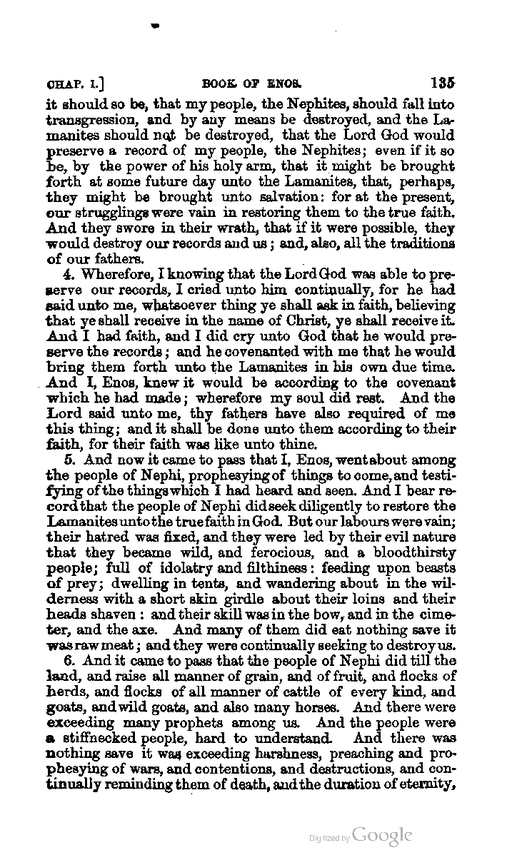 CHAP. I.] BOOK OF ENOS. 135
it should so be, that my people, the Nephites, should fall into
transgression, and by any means be destroyed, and the La-
manites should not be destroyed, that the Lord God would
preserve a record of my people, the Nephites; even if it so
be, by the power of his holy arm, that it might be brought
forth at some future day unto the Lamanites, that, perhaps,
they might be brought unto salvation: for at the present,
our strugglings were vain in restoring them to the true faith.
And they swore in their wrath, that if it were possible, they
would destroy our records and us; and, also, all the traditions
of our fathers.
4. Wherefore, I knowing that the Lord God was able to pre-
serve our records, I cried unto him continually, for he had
said unto me, whatsoever thing ye shall ask in faith, believing
that ye shall receive in the name of Christ, ye shall receive it.
And I had faith, and I did cry unto God that he would pre-
serve the records; and he covenanted with me that he would
bring them forth unto the Lamanites in his own due time.
And I, Enos, knew it would be according to the covenant
which he had made; wherefore my soul did rest. And the
Lord said unto me, thy fathers have also required of me
this thing; and it shall be done unto them according to their
faith, for their faith was like unto thine.
5. And now it came to pass that I, Enos, went about among
the people of Nephi, prophesying of things to come, and testi-
fying of the things which I had heard and seen. And I bear re-
cord that the people of Nephi did seek diligently to restore the
Lamanites unto the true faith in God. But our labours were vain;
their hatred was fixed, and they were led by their evil nature
that they became wild, and ferocious, and a bloodthirsty
people; full of idolatry and filthiness: feeding upon beasts
of prey; dwelling in tents, and wandering about in the wil-
derness with a short skin girdle about their loins and their
heads shaven: and their skill was in the bow, and in the cime-
ter, and the axe. And many of them did eat nothing save it
was raw meat; and they were continually seeking to destroy us.
6. And it came to pass that the people of Nephi did till the
land, and raise all manner of grain, and of fruit, and flocks of
herds, and flocks of all manner of cattle of every kind, and
goats, and wild goats, and also many horses. And there were
exceeding many prophets among us. And the people were
a stiffnecked people, hard to understand. And there was
nothing save it was exceeding harshness, preaching and pro-
phesying of wars, and contentions, and destructions, and con-
tinually reminding them of death, and the duration of eternity,
Digitized by Google